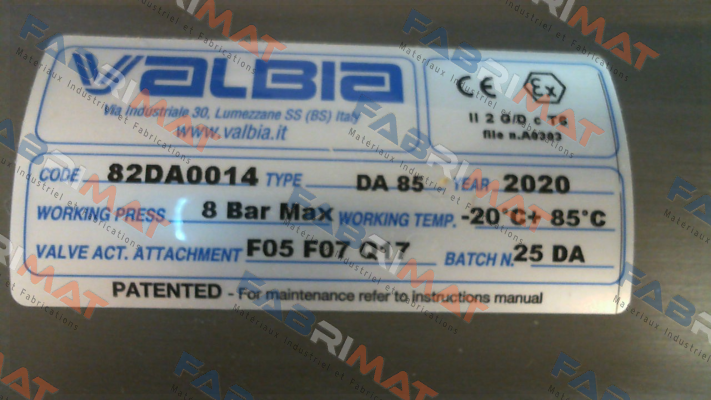 VALBIA
Via Industriale 30, Lumezzane SS (BS) Italy
www.valbia.it
CE Ex
II 2 G/D c T6
file n.A6383
CODE 82DA0014 TYPE DA 85 YEAR 2020
WORKING PRESS 8 Bar Max WORKING TEMP. -20°C+ 85°C
VALVE ACT. ATTACHMENT F05 F07 Q17 BATCH N. 25 DA
PATENTED - For maintenance refer to instructions manual
FABRIMAT
Materiaux Industriel et Fabrications